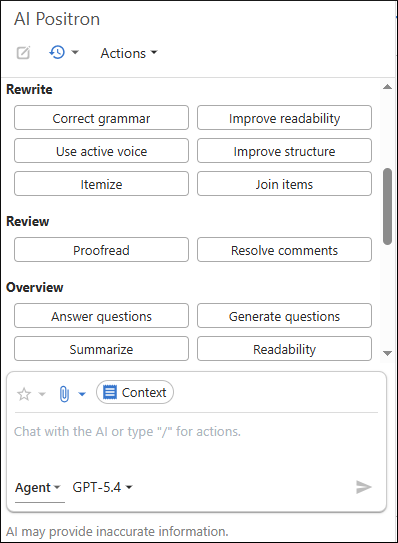 AI Positron
Actions
Rewrite
Correct grammar Improve readability
Use active voice Improve structure
Itemize Join items
Review
Proofread Resolve comments
Overview
Answer questions Generate questions
Summarize Readability
Context
Chat with the AI or type "/" for actions.
Agent GPT-5.4
AI may provide inaccurate information.